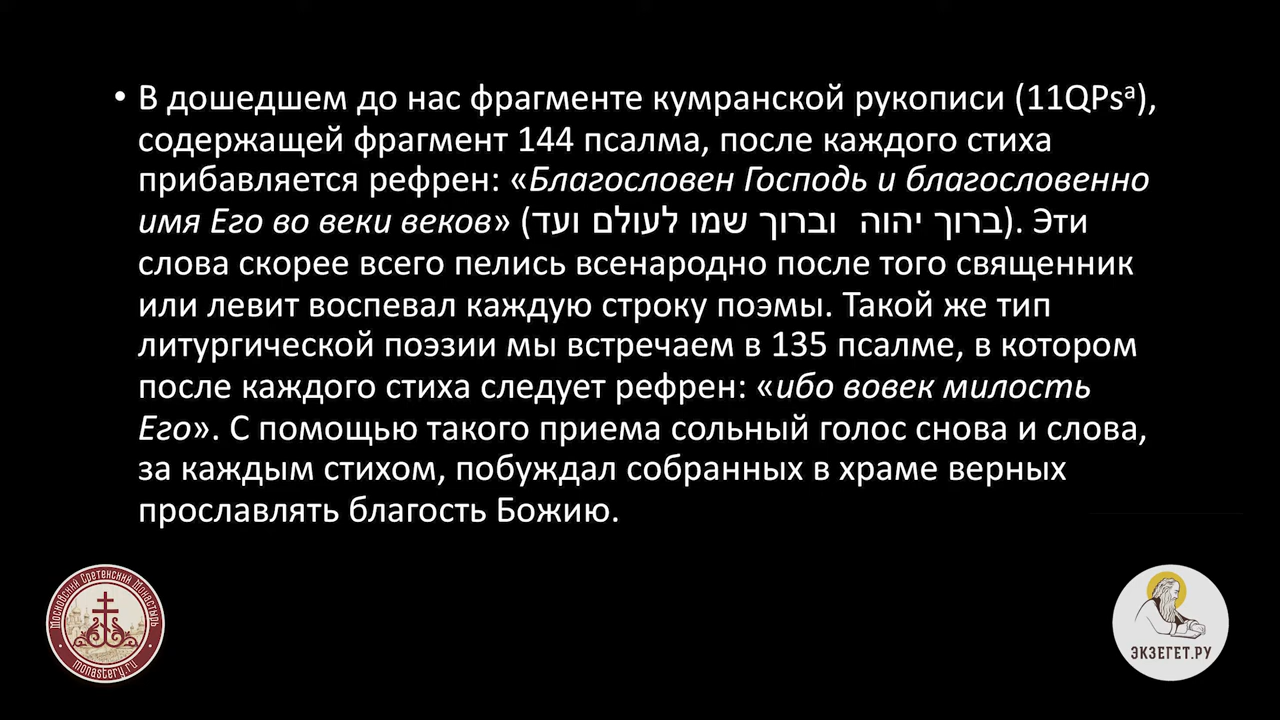 • В дошедшем до нас фрагменте кумранской рукописи (11QPsᵃ),
содержащей фрагмент 144 псалма, после каждого стиха
прибавляется рефрен: «Благословен Господь и благословенно
имя Его во веки веков» (ברוך יהוה  וברוך שמו לעולם ועד). Эти
слова скорее всего пелись всенародно после того священник
или левит воспевал каждую строку поэмы. Такой же тип
литургической поэзии мы встречаем в 135 псалме, в котором
после каждого стиха следует рефрен: «ибо вовек милость
Его». С помощью такого приема сольный голос снова и слова,
за каждым стихом, побуждал собранных в храме верных
прославлять благость Божию.
Московский Сретенский Монастырь
monastery.ru
ЭКЗЕГЕТ.РУ